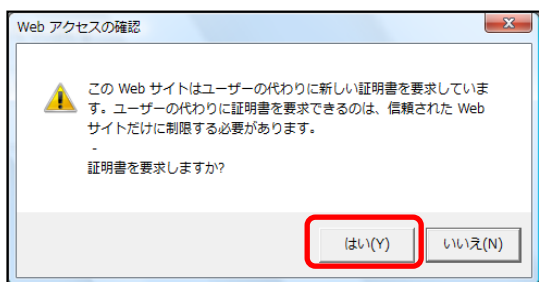 Web アクセスの確認
この Web サイトはユーザーの代わりに新しい証明書を要求していま
す。ユーザーの代わりに証明書を要求できるのは、信頼された Web
サイトだけに制限する必要があります。
-
証明書を要求しますか?
はい(Y) いいえ(N)